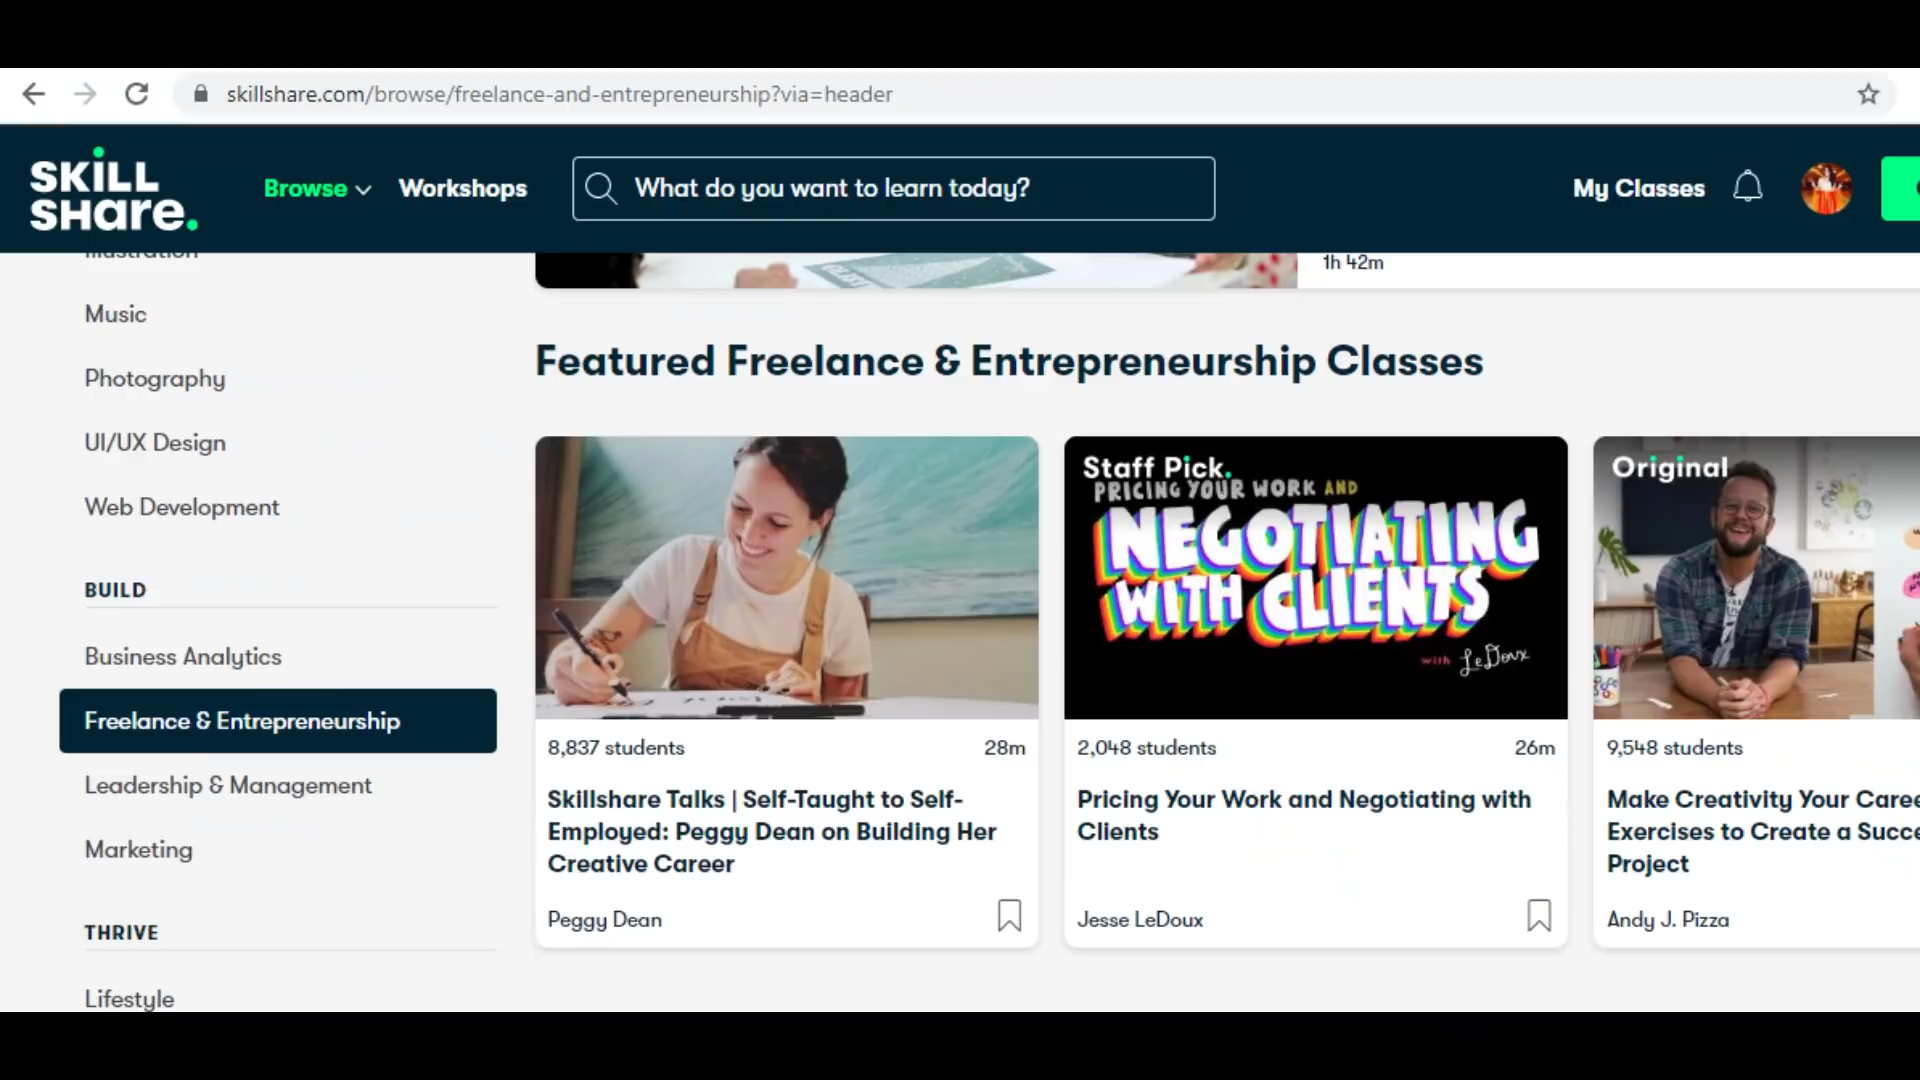 skillshare.com/browse/freelance-and-entrepreneurship?via=header
SKILL
SHare.
Browse
Workshops
What do you want to learn today?
My Classes
Illustration
Music
Photography
UI/UX Design
Web Development
BUILD
Business Analytics
Freelance & Entrepreneurship
Leadership & Management
Marketing
THRIVE
Lifestyle
1h 42m
Featured Freelance & Entrepreneurship Classes
8,837 students
28m
Skillshare Talks | Self-Taught to Self-
Employed: Peggy Dean on Building Her
Creative Career
Peggy Dean
Staff Pick.
PRICING YOUR WORK AND
NEGOTIATING
WITH CLIENTS
with LeDoux
2,048 students
26m
Pricing Your Work and Negotiating with
Clients
Jesse LeDoux
Original
9,548 students
Make Creativity Your
Exercises to Create a
Project
Andy J. Pizza